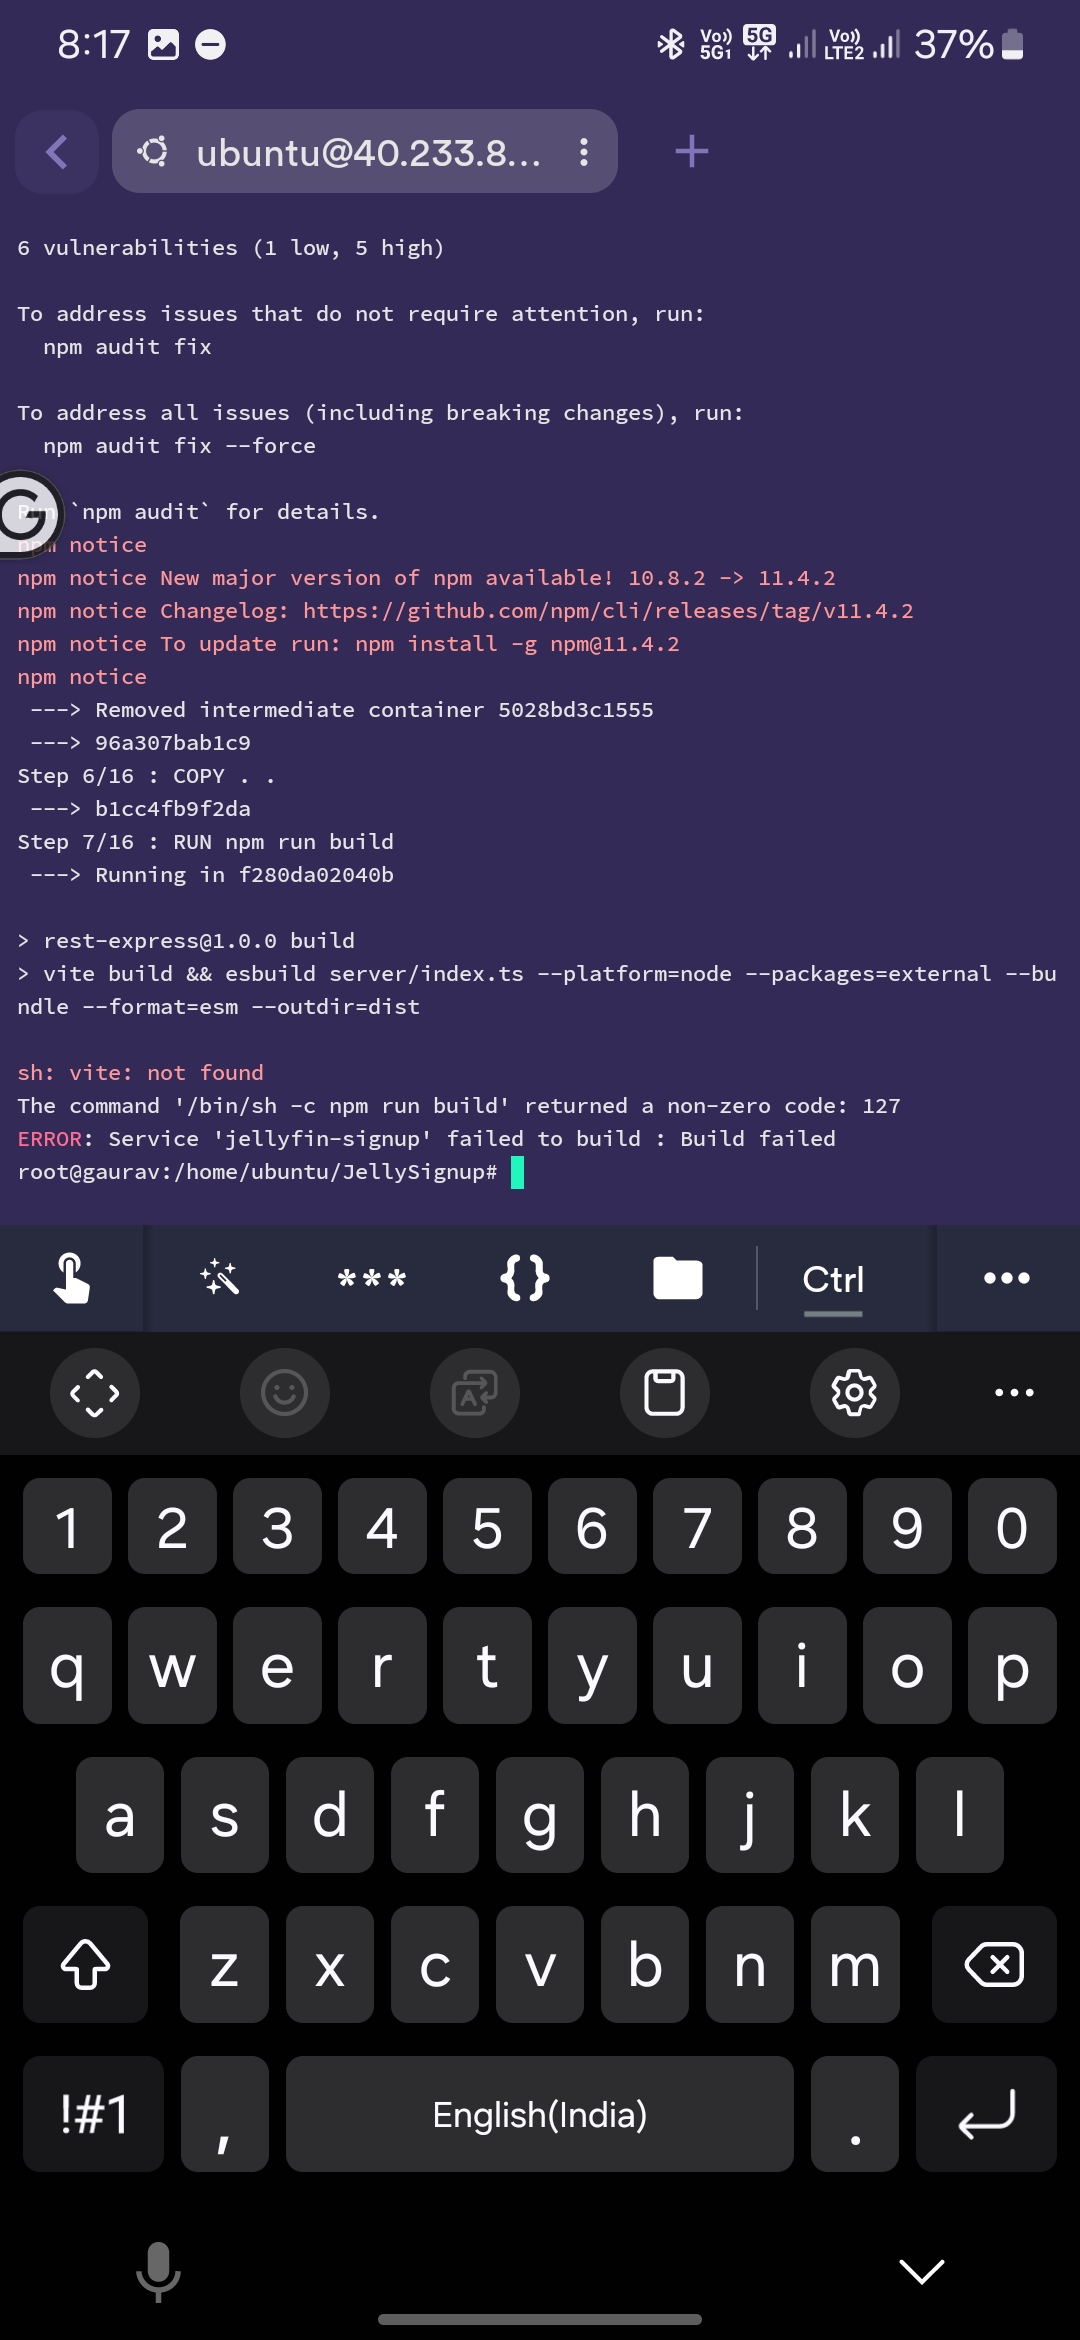 8:17
Vo)) 5G1 5G Vo)) LTE2 37%
ubuntu@40.233.8...
6 vulnerabilities (1 low, 5 high)
To address issues that do not require attention, run:
npm audit fix
To address all issues (including breaking changes), run:
npm audit fix --force
Run `npm audit` for details.
npm notice
npm notice New major version of npm available! 10.8.2 -> 11.4.2
npm notice Changelog: https://github.com/npm/cli/releases/tag/v11.4.2
npm notice To update run: npm install -g npm@11.4.2
npm notice
---> Removed intermediate container 5028bd3c1555
---> 96a307bab1c9
Step 6/16 : COPY . .
---> b1cc4fb9f2da
Step 7/16 : RUN npm run build
---> Running in f280da02040b
> rest-express@1.0.0 build
> vite build && esbuild server/index.ts --platform=node --packages=external --bu
ndle --format=esm --outdir=dist
sh: vite: not found
The command '/bin/sh -c npm run build' returned a non-zero code: 127
ERROR: Service 'jellyfin-signup' failed to build : Build failed
root@gaurav:/home/ubuntu/JellySignup#
*** {} Ctrl
1 2 3 4 5 6 7 8 9 0
q w e r t y u i o p
a s d f g h j k l
z x c v b n m
!#1 , English(India) .